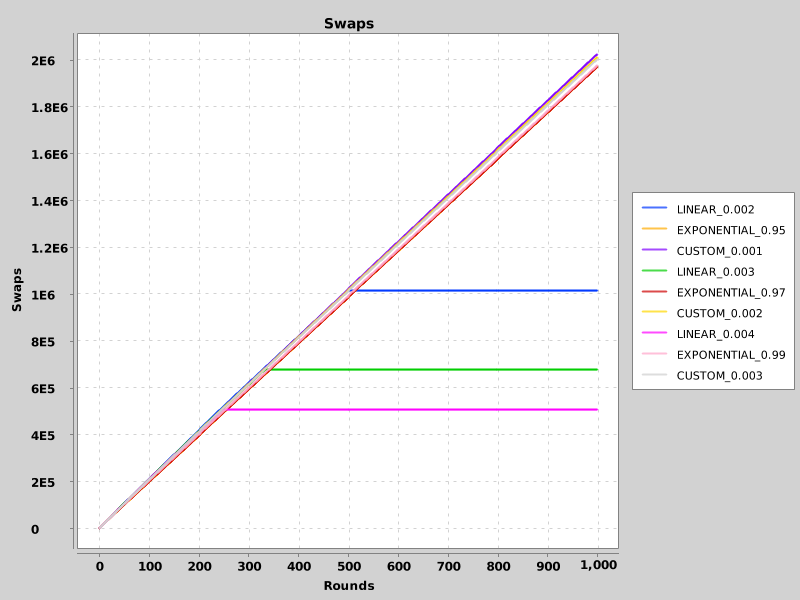 Swaps
2E6
1.8E6
1.6E6
1.4E6
1.2E6
1E6
8E5
6E5
4E5
2E5
0
Swaps
0 100 200 300 400 500 600 700 800 900 1,000
Rounds
LINEAR_0.002
EXPONENTIAL_0.95
CUSTOM_0.001
LINEAR_0.003
EXPONENTIAL_0.97
CUSTOM_0.002
LINEAR_0.004
EXPONENTIAL_0.99
CUSTOM_0.003